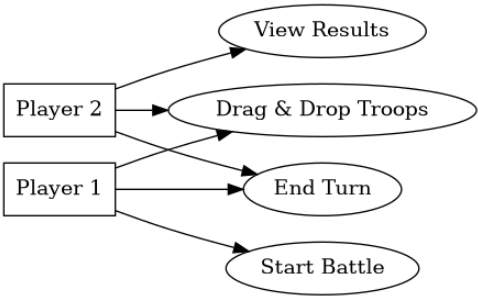 View Results
Player 2
Drag & Drop Troops
Player 1
End Turn
Start Battle